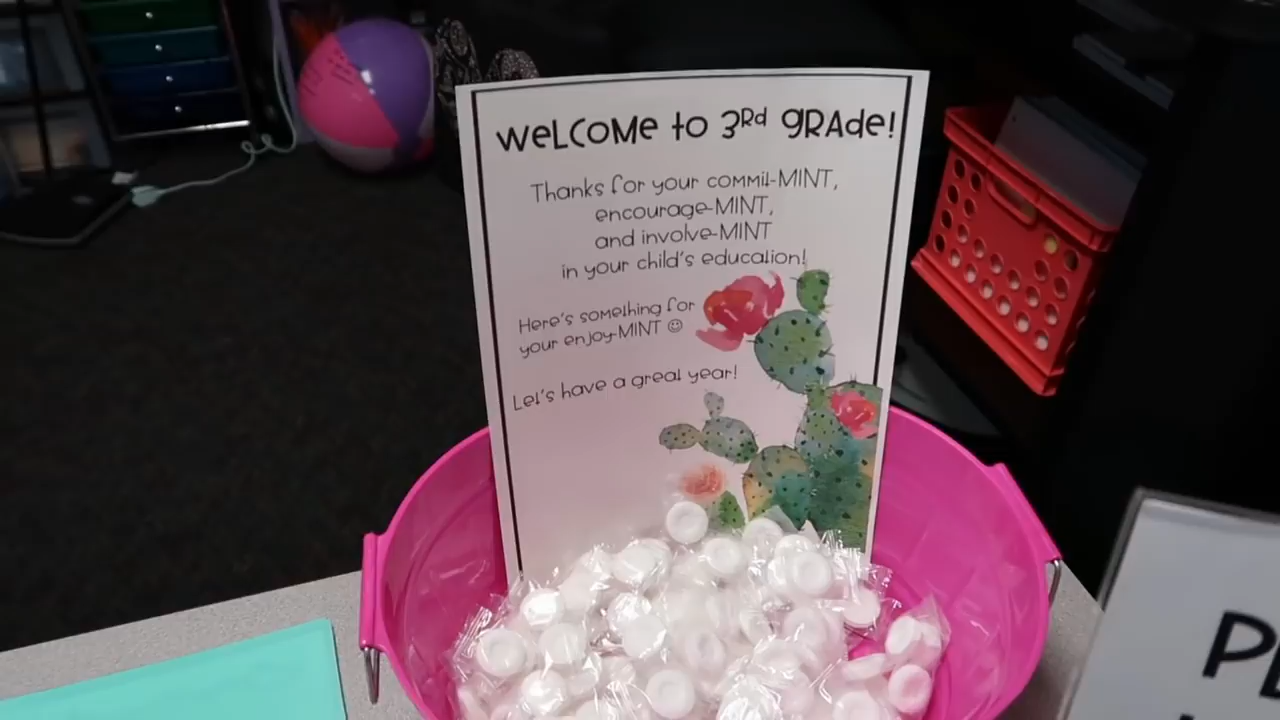 WELCOME to 3Rd GRAde!
Thanks for your commit-MINT,
encourage-MINT,
and involve-MINT
in your child's education!
Here's something for
your enjoy-MINT ☺
Let's have a great year!